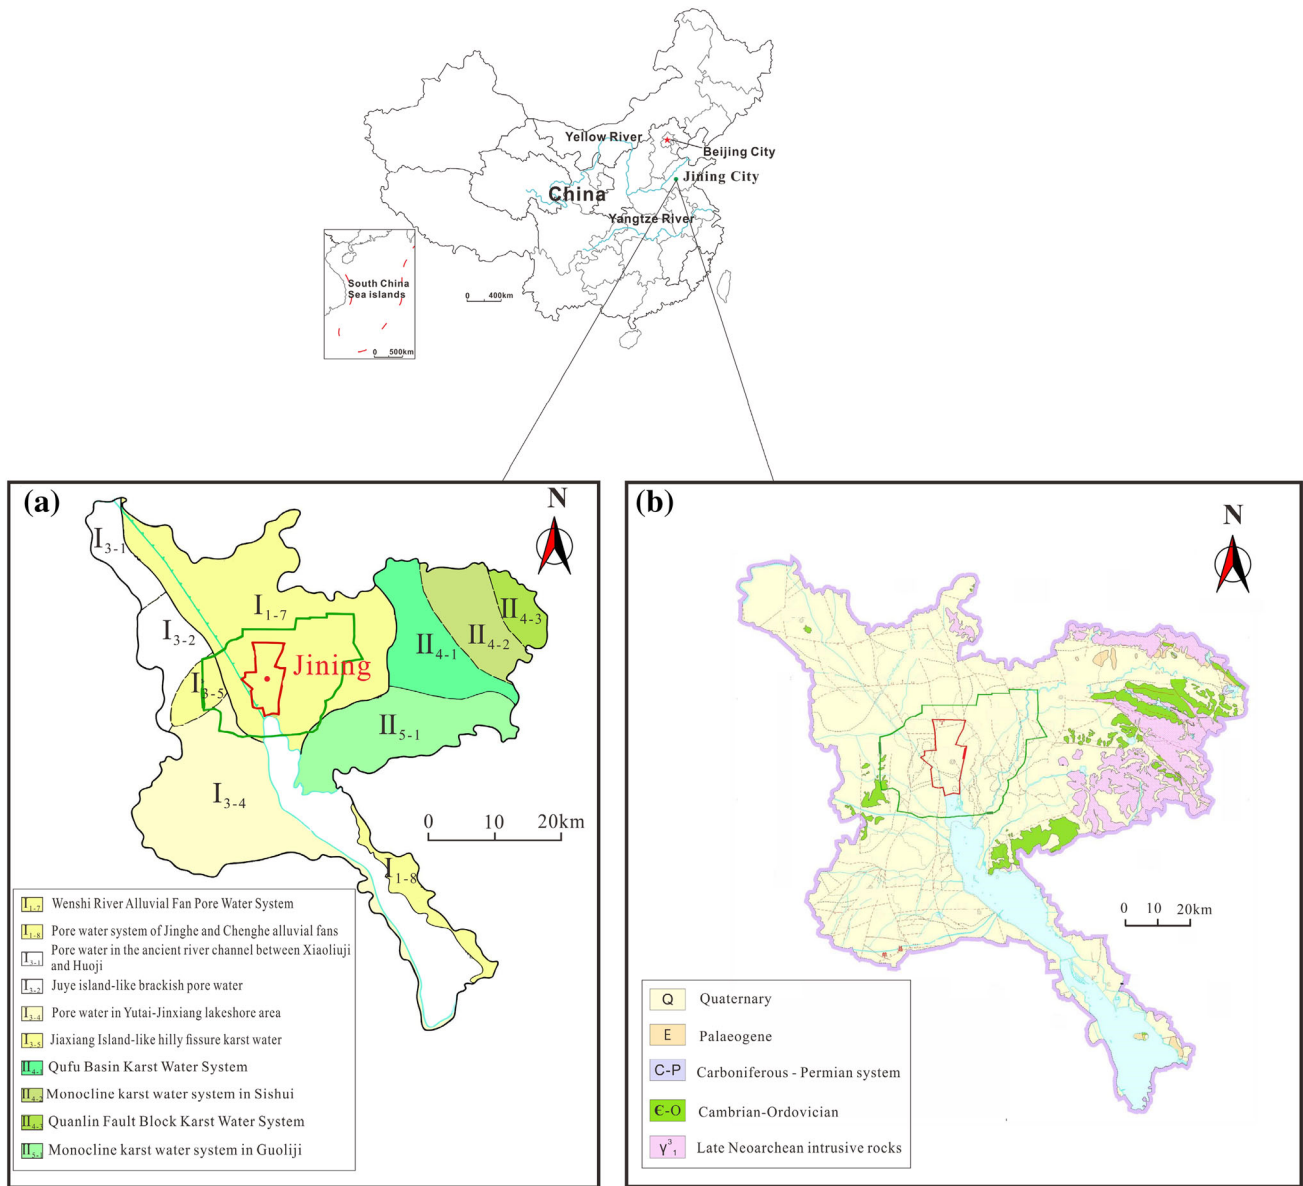 Yellow River
Beijing City
Jining City
China
Yangtze River
South China
Sea islands
0 400km
0 500km
(a)
N
I3-1
I3-2
I1-7
II4-3
II4-2
II4-1
Jining
I3-5
II5-1
I3-4
0 10 20km
I1-8
I1-7 Wenshi River Alluvial Fan Pore Water System
I1-8 Pore water system of Jinghe and Chenghe alluvial fans
I3-1 Pore water in the ancient river channel between Xiaoliuji
and Huoji
I3-2 Juye island-like brackish pore water
I3-4 Pore water in Yutai-Jinxiang lakeshore area
I3-5 Jiaxiang Island-like hilly fissure karst water
II4-1 Qufu Basin Karst Water System
II4-2 Monocline karst water system in Sishui
II4-3 Quanlin Fault Block Karst Water System
II5-1 Monocline karst water system in Guoliji
(b)
N
0 10 20km
Q Quaternary
E Palaeogene
C-P Carboniferous - Permian system
Є-O Cambrian-Ordovician
γ³₁ Late Neoarchean intrusive rocks